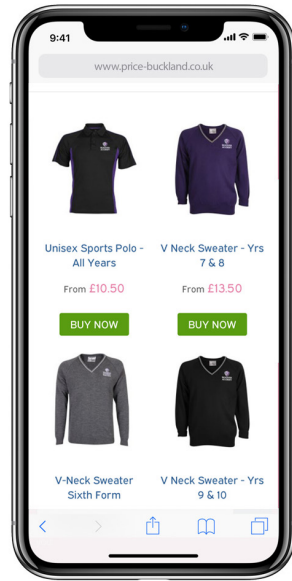 9:41
www.price-buckland.co.uk
Unisex Sports Polo -
All Years
V Neck Sweater - Yrs
7 & 8
From £10.50
From £13.50
BUY NOW
BUY NOW
V-Neck Sweater
Sixth Form
V Neck Sweater - Yrs
9 & 10